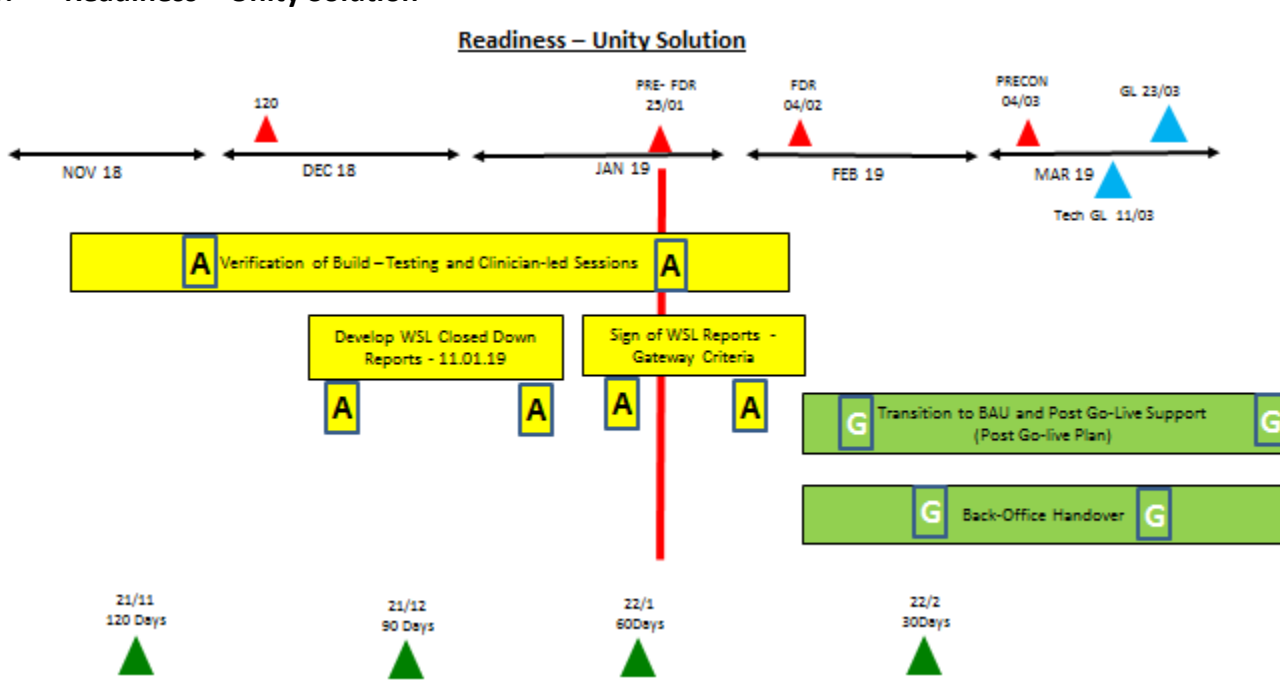 Readiness – Unity Solution
PRE- FDR
25/01
FDR
04/02
PRECON
04/03
GL 23/03
120
NOV 18
DEC 18
JAN 19
FEB 19
MAR 19
Tech GL 11/03
A
Verification of Build – Testing and Clinician-led Sessions
A
Develop WSL Closed Down
Reports - 11.01.19
Sign of WSL Reports -
Gateway Criteria
A
A
A
A
G
Transition to BAU and Post Go-Live Support
(Post Go-live Plan)
G
G
Back-Office Handover
G
21/11
120 Days
21/12
90 Days
22/1
60Days
22/2
30Days